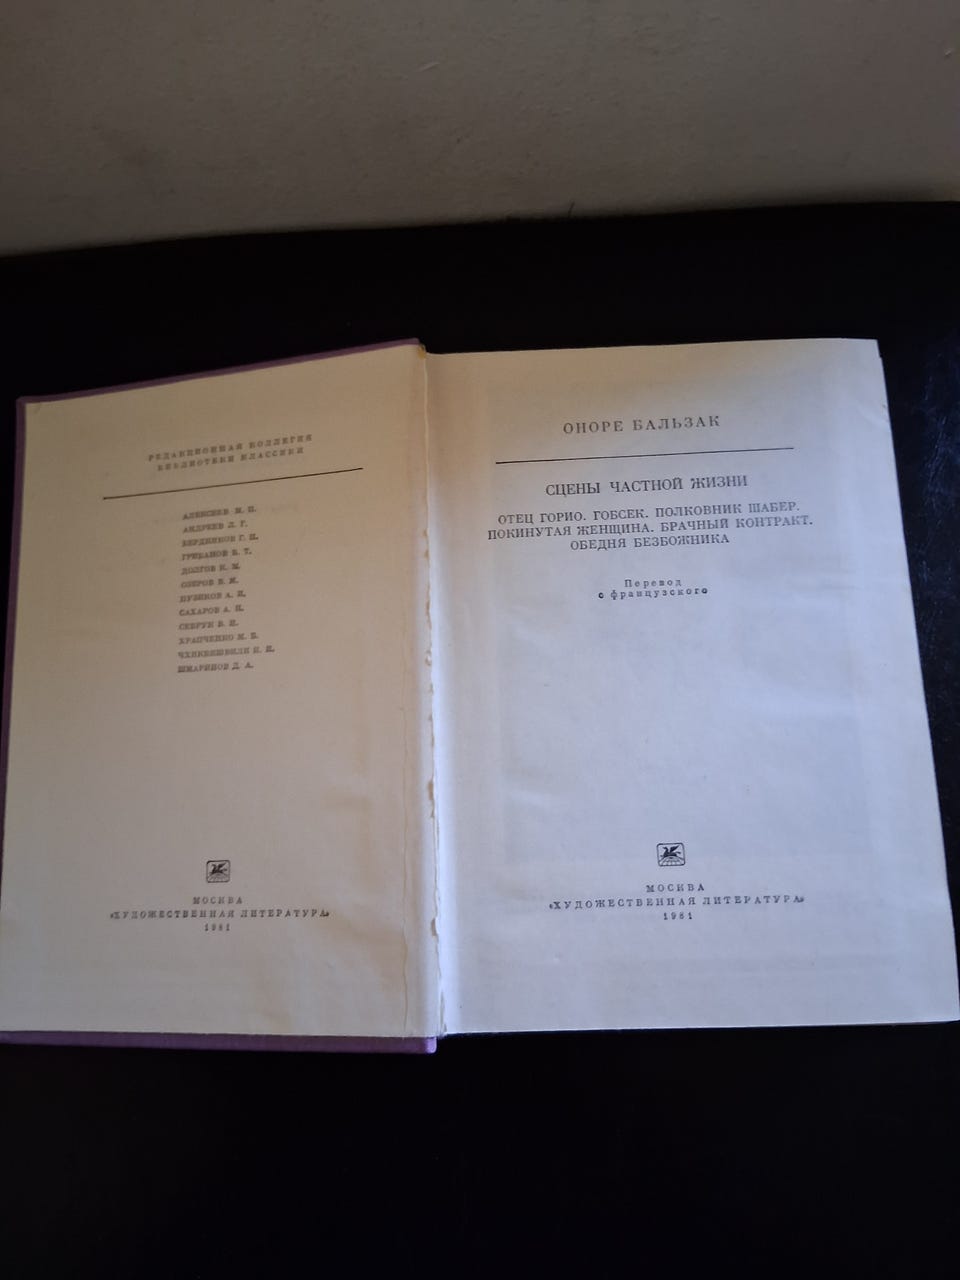 РЕДАКЦИОННАЯ КОЛЛЕГИЯ
БИБЛИОТЕКИ КЛАССИКИ
АЛЕКСЕЕВ М. Н.
АНДРЕЕВ Л. Г.
БЕРДНИКОВ Г. П.
ГРИБАНОВ Б. Т.
ДОЛГОВ К. М.
ОЗЕРОВ В. М.
ПУЗИКОВ А. И.
САХАРОВ А. Н.
СЕВРУК В. Н.
ХРАПЧЕНКО М. Б.
ЧХИКВИШВИЛИ И. И.
ШМАРИНОВ Д. А.
МОСКВА
«ХУДОЖЕСТВЕННАЯ ЛИТЕРАТУРА»
1981
ОНОРЕ БАЛЬЗАК
СЦЕНЫ ЧАСТНОЙ ЖИЗНИ
ОТЕЦ ГОРИО. ГОБСЕК. ПОЛКОВНИК ШАБЕР.
ПОКИНУТАЯ ЖЕНЩИНА. БРАЧНЫЙ КОНТРАКТ.
ОБЕДНЯ БЕЗБОЖНИКА
Перевод
с французского
МОСКВА
«ХУДОЖЕСТВЕННАЯ ЛИТЕРАТУРА»
1981